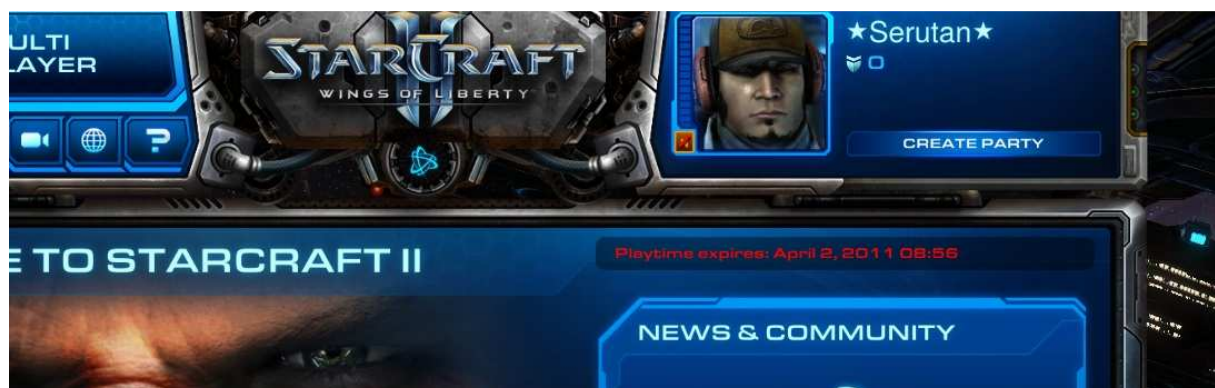 ULTI
LAYER
STARCRAFT
II
WINGS OF LIBERTY
★Serutan★
0
CREATE PARTY
E TO STARCRAFT II
Playtime expires: April 2, 2011 08:56
NEWS & COMMUNITY